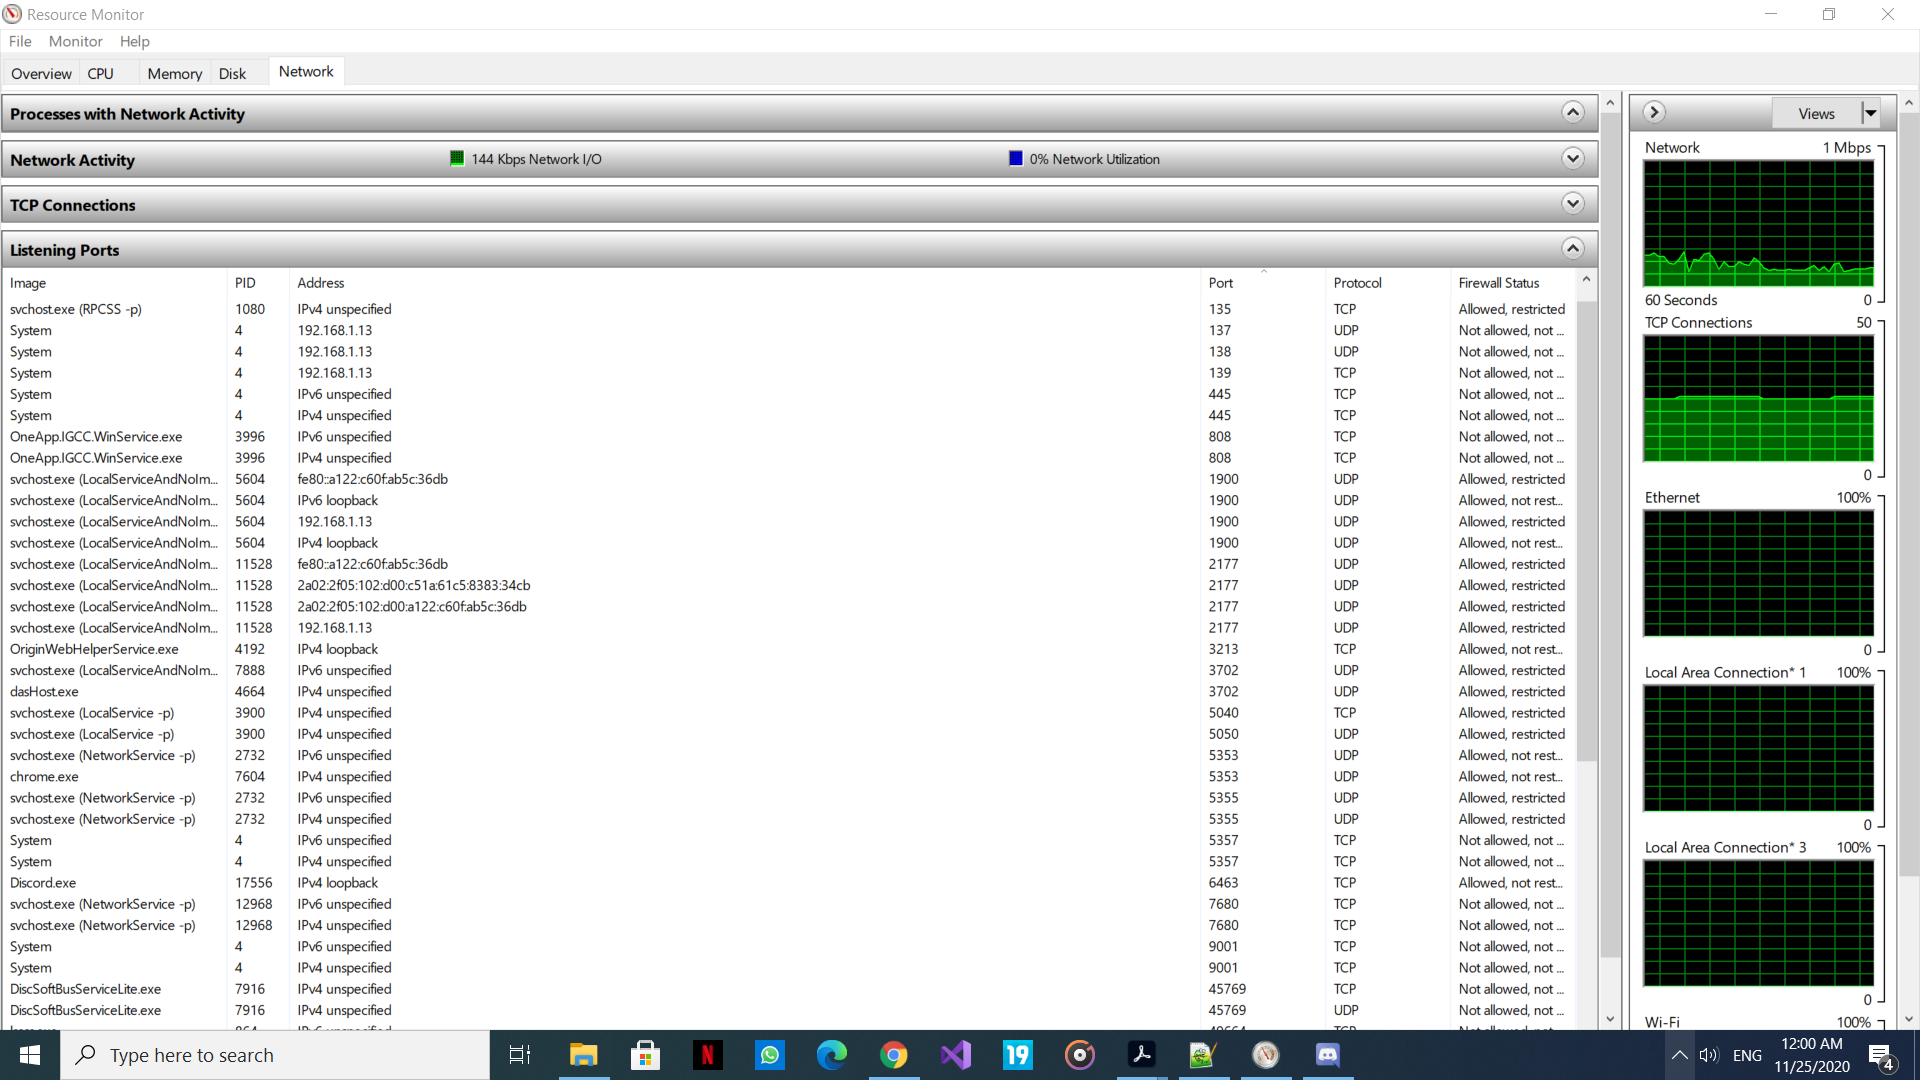 Resource Monitor
File Monitor Help
Overview CPU Memory Disk Network
Processes with Network Activity
Network Activity 144 Kbps Network I/O 0% Network Utilization
TCP Connections
Listening Ports
Image PID Address Port Protocol Firewall Status
svchost.exe (RPCSS -p) 1080 IPv4 unspecified 135 TCP Allowed, restricted
System 4 192.168.1.13 137 UDP Not allowed, not ...
System 4 192.168.1.13 138 UDP Not allowed, not ...
System 4 192.168.1.13 139 TCP Not allowed, not ...
System 4 IPv6 unspecified 445 TCP Not allowed, not ...
System 4 IPv4 unspecified 445 TCP Not allowed, not ...
OneApp.IGCC.WinService.exe 3996 IPv6 unspecified 808 TCP Not allowed, not ...
OneApp.IGCC.WinService.exe 3996 IPv4 unspecified 808 TCP Not allowed, not ...
svchost.exe (LocalServiceAndNoIm... 5604 fe80::a122:c60f:ab5c:36db 1900 UDP Allowed, restricted
svchost.exe (LocalServiceAndNoIm... 5604 IPv6 loopback 1900 UDP Allowed, not rest...
svchost.exe (LocalServiceAndNoIm... 5604 192.168.1.13 1900 UDP Allowed, restricted
svchost.exe (LocalServiceAndNoIm... 5604 IPv4 loopback 1900 UDP Allowed, not rest...
svchost.exe (LocalServiceAndNoIm... 11528 fe80::a122:c60f:ab5c:36db 2177 UDP Allowed, restricted
svchost.exe (LocalServiceAndNoIm... 11528 2a02:2f05:102:d00:c51a:61c5:8383:34cb 2177 UDP Allowed, restricted
svchost.exe (LocalServiceAndNoIm... 11528 2a02:2f05:102:d00:a122:c60f:ab5c:36db 2177 UDP Allowed, restricted
svchost.exe (LocalServiceAndNoIm... 11528 192.168.1.13 2177 UDP Allowed, restricted
OriginWebHelperService.exe 4192 IPv4 loopback 3213 TCP Allowed, not rest...
svchost.exe (LocalServiceAndNoIm... 7888 IPv6 unspecified 3702 UDP Allowed, restricted
dasHost.exe 4664 IPv4 unspecified 3702 UDP Allowed, restricted
svchost.exe (LocalService -p) 3900 IPv4 unspecified 5040 TCP Allowed, restricted
svchost.exe (LocalService -p) 3900 IPv4 unspecified 5050 UDP Allowed, restricted
svchost.exe (NetworkService -p) 2732 IPv6 unspecified 5353 UDP Allowed, not rest...
chrome.exe 7604 IPv4 unspecified 5353 UDP Allowed, not rest...
svchost.exe (NetworkService -p) 2732 IPv6 unspecified 5355 UDP Allowed, restricted
svchost.exe (NetworkService -p) 2732 IPv4 unspecified 5355 UDP Allowed, restricted
System 4 IPv6 unspecified 5357 TCP Not allowed, not ...
System 4 IPv4 unspecified 5357 TCP Not allowed, not ...
Discord.exe 17556 IPv4 loopback 6463 TCP Allowed, not rest...
svchost.exe (NetworkService -p) 12968 IPv6 unspecified 7680 TCP Not allowed, not ...
svchost.exe (NetworkService -p) 12968 IPv4 unspecified 7680 TCP Not allowed, not ...
System 4 IPv6 unspecified 9001 TCP Not allowed, not ...
System 4 IPv4 unspecified 9001 TCP Not allowed, not ...
DiscSoftBusServiceLite.exe 7916 IPv4 unspecified 45769 TCP Not allowed, not ...
DiscSoftBusServiceLite.exe 7916 IPv4 unspecified 45769 UDP Not allowed, not ...
Views
Network 1 Mbps
60 Seconds 0
TCP Connections 50
0
Ethernet 100%
0
Local Area Connection* 1 100%
0
Local Area Connection* 3 100%
0
Wi-Fi 100%
Type here to search
N
19
ENG
12:00 AM
11/25/2020
4